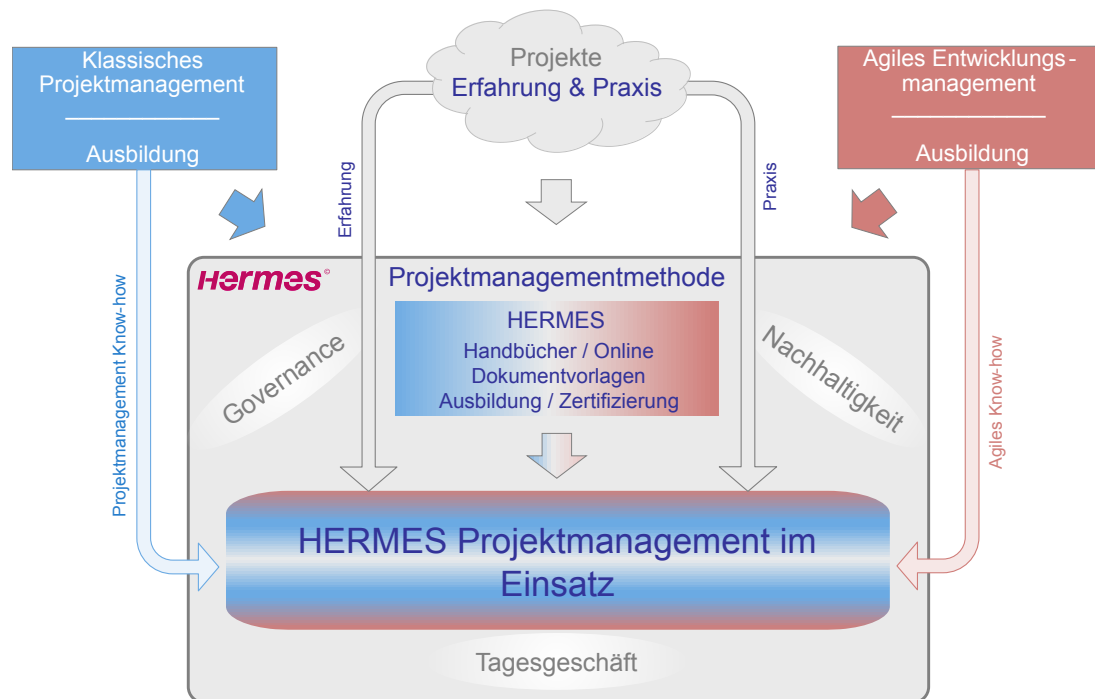 Klassisches
Projektmanagement
Ausbildung
Projekte
Erfahrung & Praxis
Agiles Entwicklungs-
management
Ausbildung
Erfahrung
Praxis
Projektmanagement Know-how
Agiles Know-how
Hermes©
Projektmanagementmethode
HERMES
Handbücher / Online
Dokumentvorlagen
Ausbildung / Zertifizierung
Governance
Nachhaltigkeit
HERMES Projektmanagement im
Einsatz
Tagesgeschäft